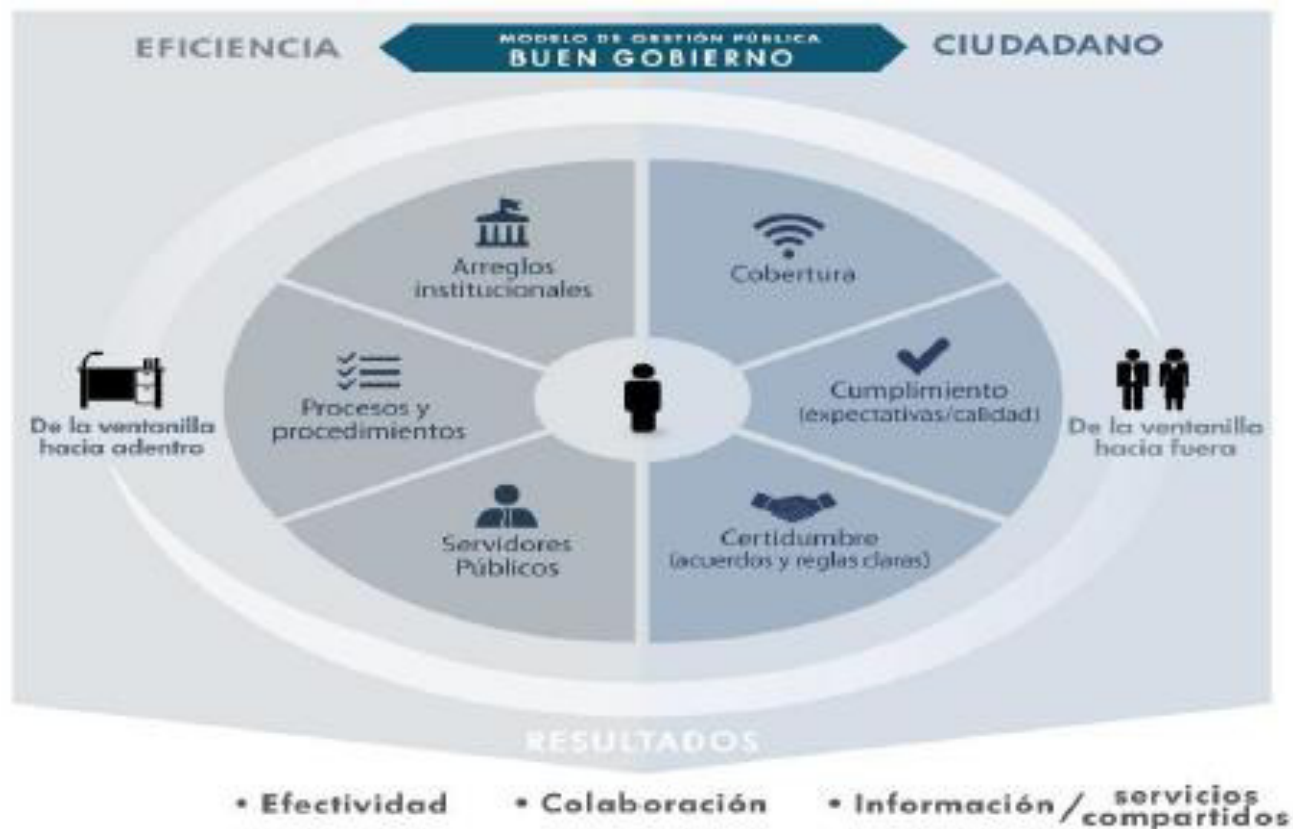 EFICIENCIA
MODELO DE GESTIÓN PÚBLICA
BUEN GOBIERNO
CIUDADANO
Arreglos
institucionales
Cobertura
Procesos y
procedimientos
Cumplimiento
(expectativas/calidad)
De la ventanilla
hacia adentro
De la ventanilla
hacia fuera
Servidores
Públicos
Certidumbre
(acuerdos y reglas claras)
RESULTADOS
• Efectividad
• Colaboración
• Información / servicios
compartidos